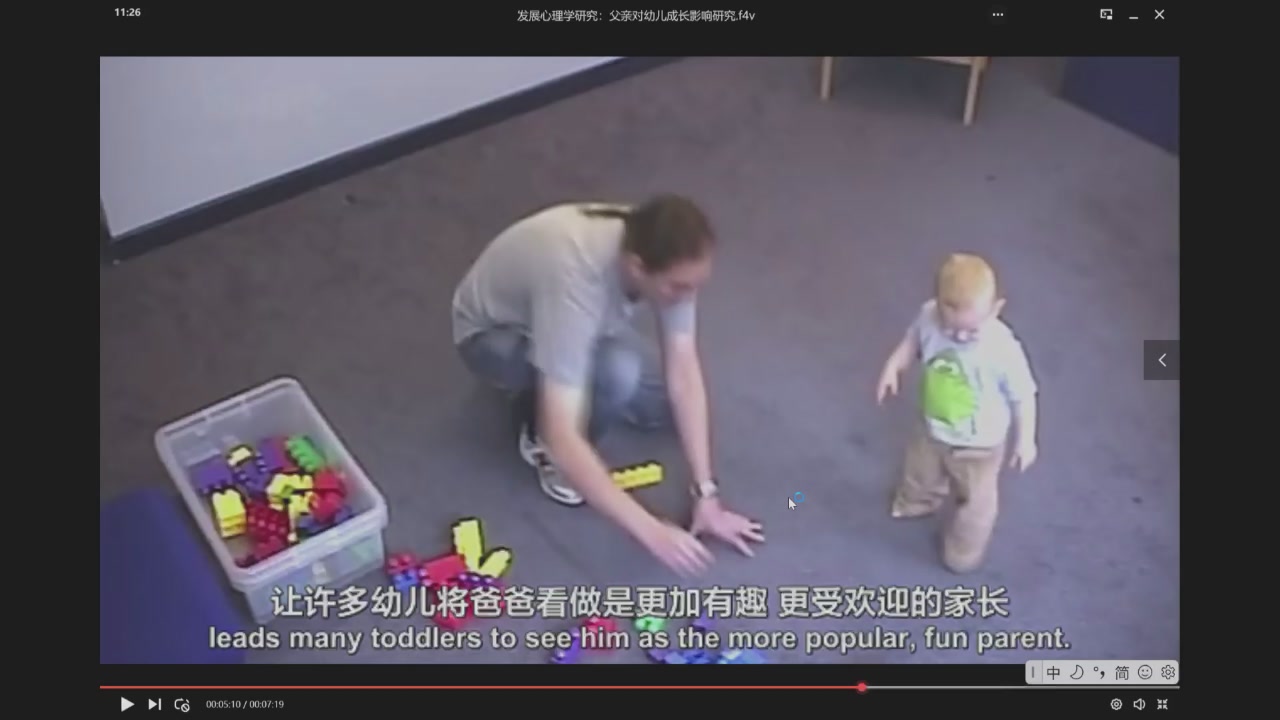 11:26
发展心理学研究：父亲对幼儿成长影响研究.f4v
让许多幼儿将爸爸看做是更加有趣 更受欢迎的家长
leads many toddlers to see him as the more popular, fun parent.
中 简
00:05:10 / 00:07:19